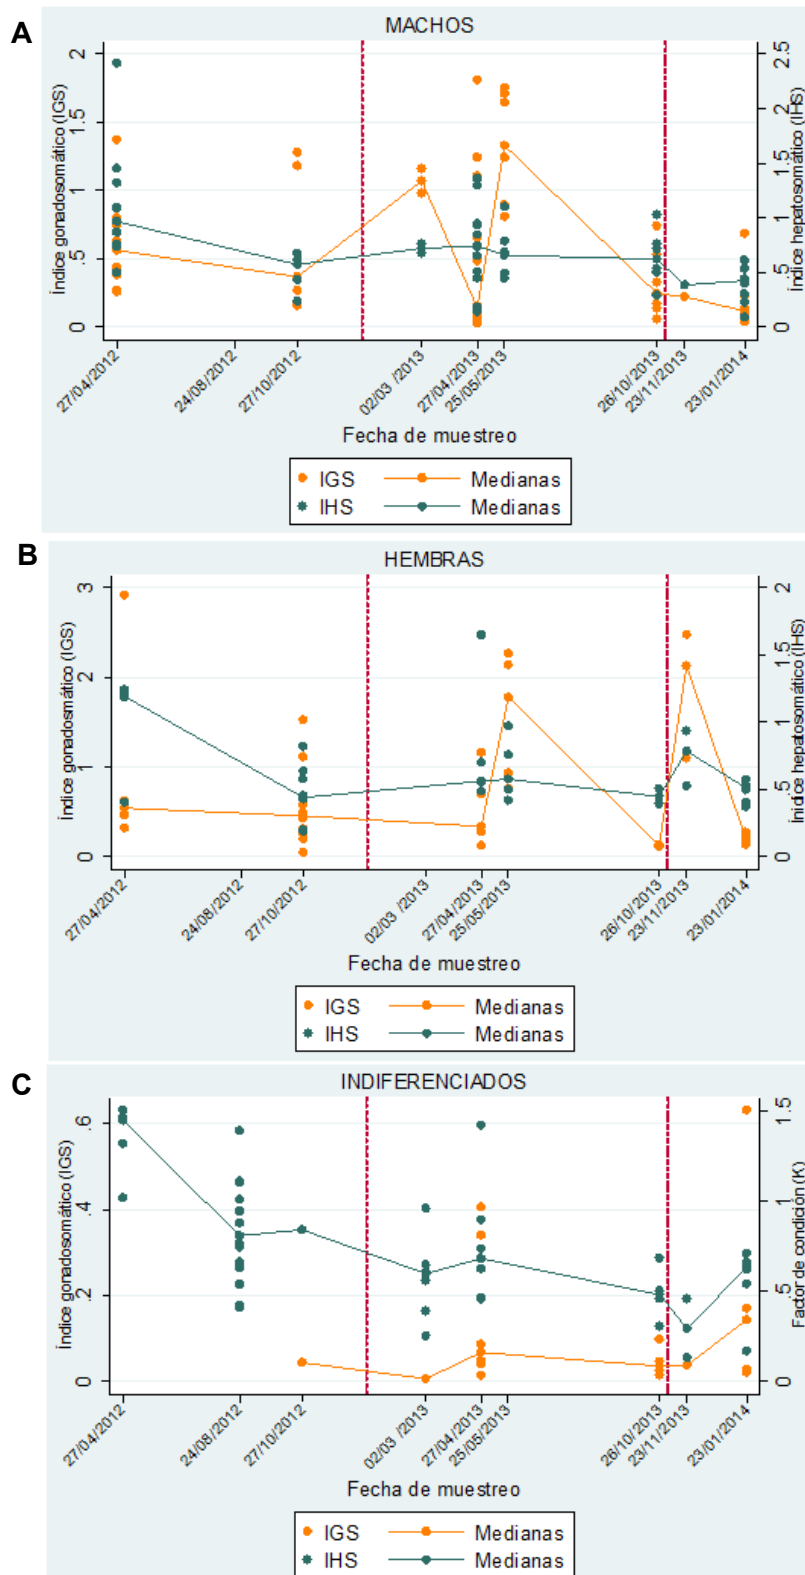 A
MACHOS
Índice gonadosomático (IGS)
0 .5 1 1.5 2
Índice hepatosomático (IHS)
0 .5 1 1.5 2 2.5
27/04/2012 24/08/2012 27/10/2012 02/03 /2013 27/04/2013 25/05/2013 26/10/2013 23/11/2013 23/01/2014
Fecha de muestreo
IGS Medianas
IHS Medianas
B
HEMBRAS
Índice gonadosmático (IGS)
0 1 2 3
Ínidice hepatosomático (IHS)
0 .5 1 1.5 2
27/04/2012 24/08/2012 27/10/2012 02/03 /2013 27/04/2013 25/05/2013 26/10/2013 23/11/2013 23/01/2014
Fecha de muestreo
IGS Medianas
IHS Medianas
C
INDIFERENCIADOS
Índice gonadosomático (IGS)
0 .2 .4 .6
Factor de condición (K)
0 .5 1 1.5
27/04/2012 24/08/2012 27/10/2012 02/03 /2013 27/04/2013 25/05/2013 26/10/2013 23/11/2013 23/01/2014
Fecha de muestreo
IGS Medianas
IHS Medianas